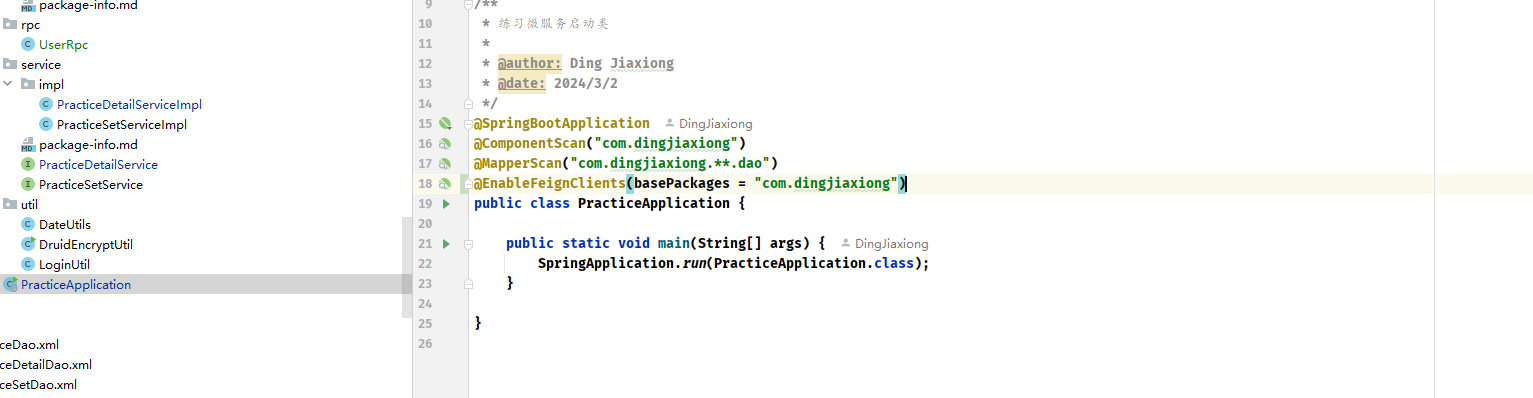 package-info.md
rpc
UserRpc
service
impl
PracticeDetailServiceImpl
PracticeSetServiceImpl
package-info.md
PracticeDetailService
PracticeSetService
util
DateUtils
DruidEncryptUtil
LoginUtil
PracticeApplication
ceDao.xml
ceDetailDao.xml
ceSetDao.xml
9 /**
10 * 练习微服务启动类
11 *
12 * @author: Ding Jiaxiong
13 * @date: 2024/3/2
14 */
15 @SpringBootApplication DingJiaxiong
16 @ComponentScan("com.dingjiaxiong")
17 @MapperScan("com.dingjiaxiong.**.dao")
18 @EnableFeignClients(basePackages = "com.dingjiaxiong")
19 public class PracticeApplication {
20
21 public static void main(String[] args) { DingJiaxiong
22 SpringApplication.run(PracticeApplication.class);
23 }
24
25 }
26